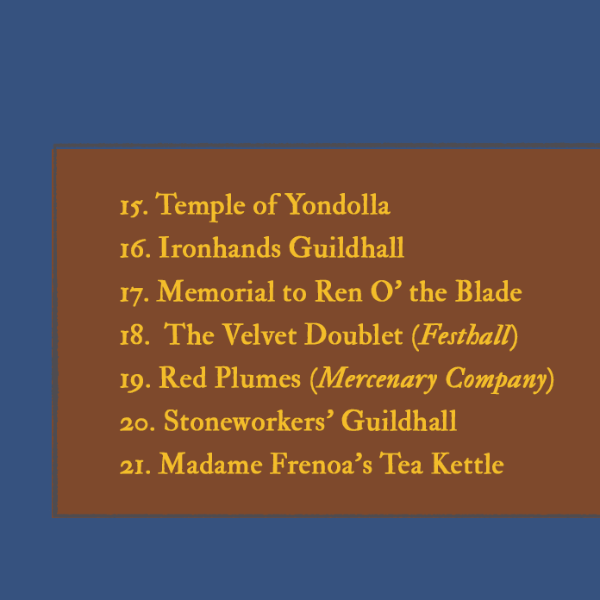 15. Temple of Yondolla
16. Ironhands Guildhall
17. Memorial to Ren O’ the Blade
18. The Velvet Doublet (Festhall)
19. Red Plumes (Mercenary Company)
20. Stoneworkers’ Guildhall
21. Madame Frenoa’s Tea Kettle